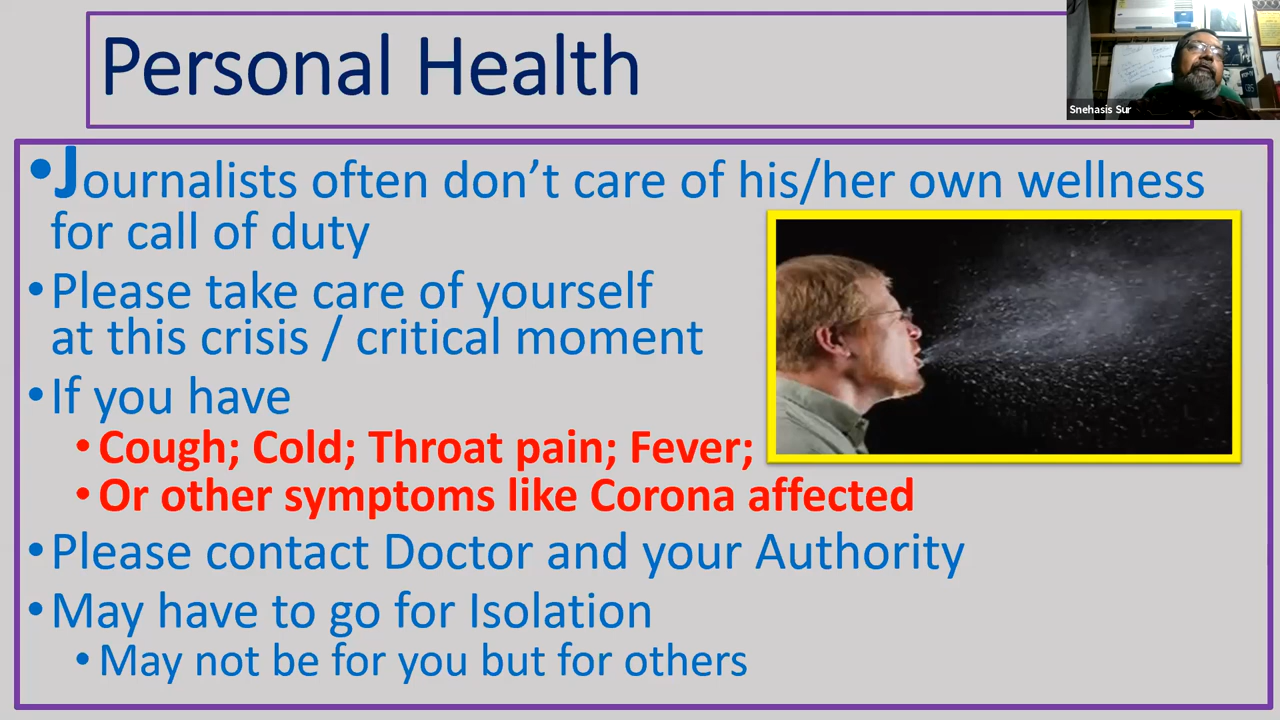 Personal Health
Snehasis Sur
•Journalists often don't care of his/her own wellness
for call of duty
•Please take care of yourself
at this crisis / critical moment
•If you have
•Cough; Cold; Throat pain; Fever;
•Or other symptoms like Corona affected
•Please contact Doctor and your Authority
•May have to go for Isolation
•May not be for you but for others